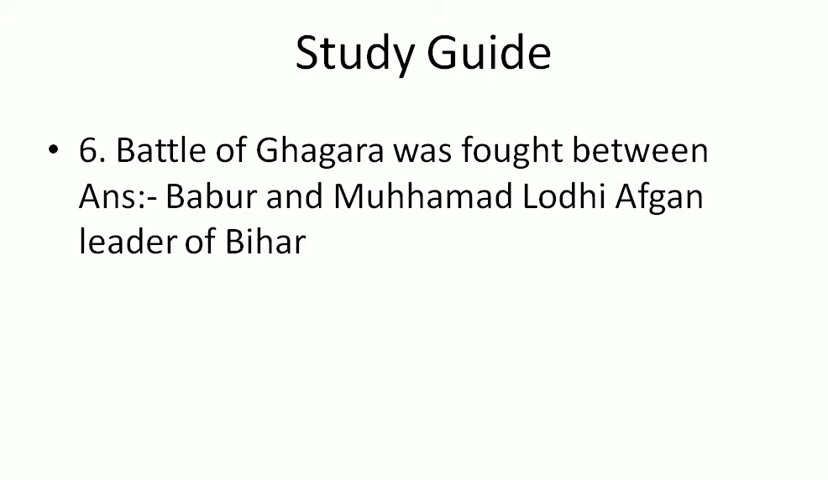 Study Guide
• 6. Battle of Ghagara was fought between
Ans:- Babur and Muhhamad Lodhi Afgan
leader of Bihar